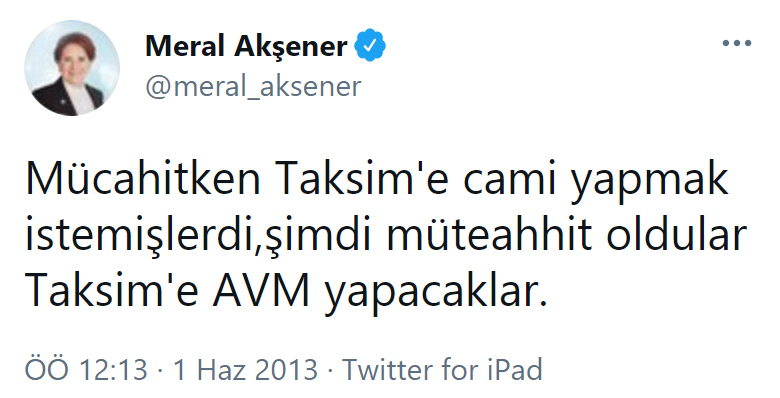 Meral Akşener
@meral_aksener
Mücahitken Taksim'e cami yapmak
istemişlerdi,şimdi müteahhit oldular
Taksim'e AVM yapacaklar.
ÖÖ 12:13 · 1 Haz 2013 · Twitter for iPad